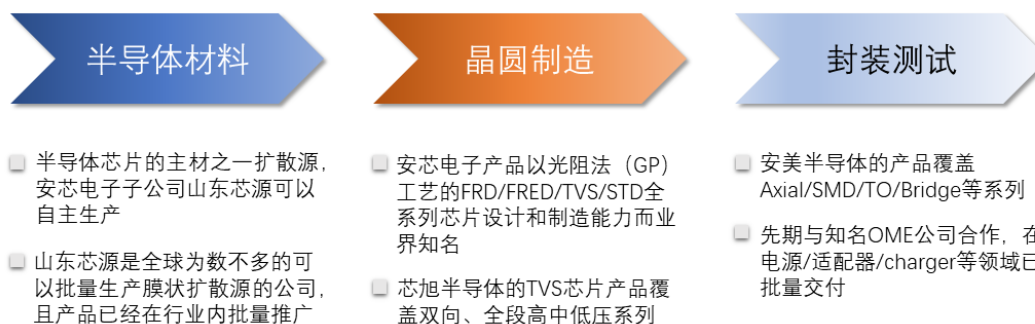 半导体材料
半导体芯片的主材之一扩散源，
安芯电子子公司山东芯源可以
自主生产
山东芯源是全球为数不多的可
以批量生产膜状扩散源的公司，
且产品已经在行业内批量推广
晶圆制造
安芯电子产品以光阻法（GP）
工艺的FRD/FRED/TVS/STD全
系列芯片设计和制造能力而业
界知名
芯旭半导体的TVS芯片产品覆
盖双向、全段高中低压系列
封装测试
安美半导体的产品覆盖
Axial/SMD/TO/Bridge等系列
先期与知名OME公司合作，在
电源/适配器/charger等领域已
批量交付